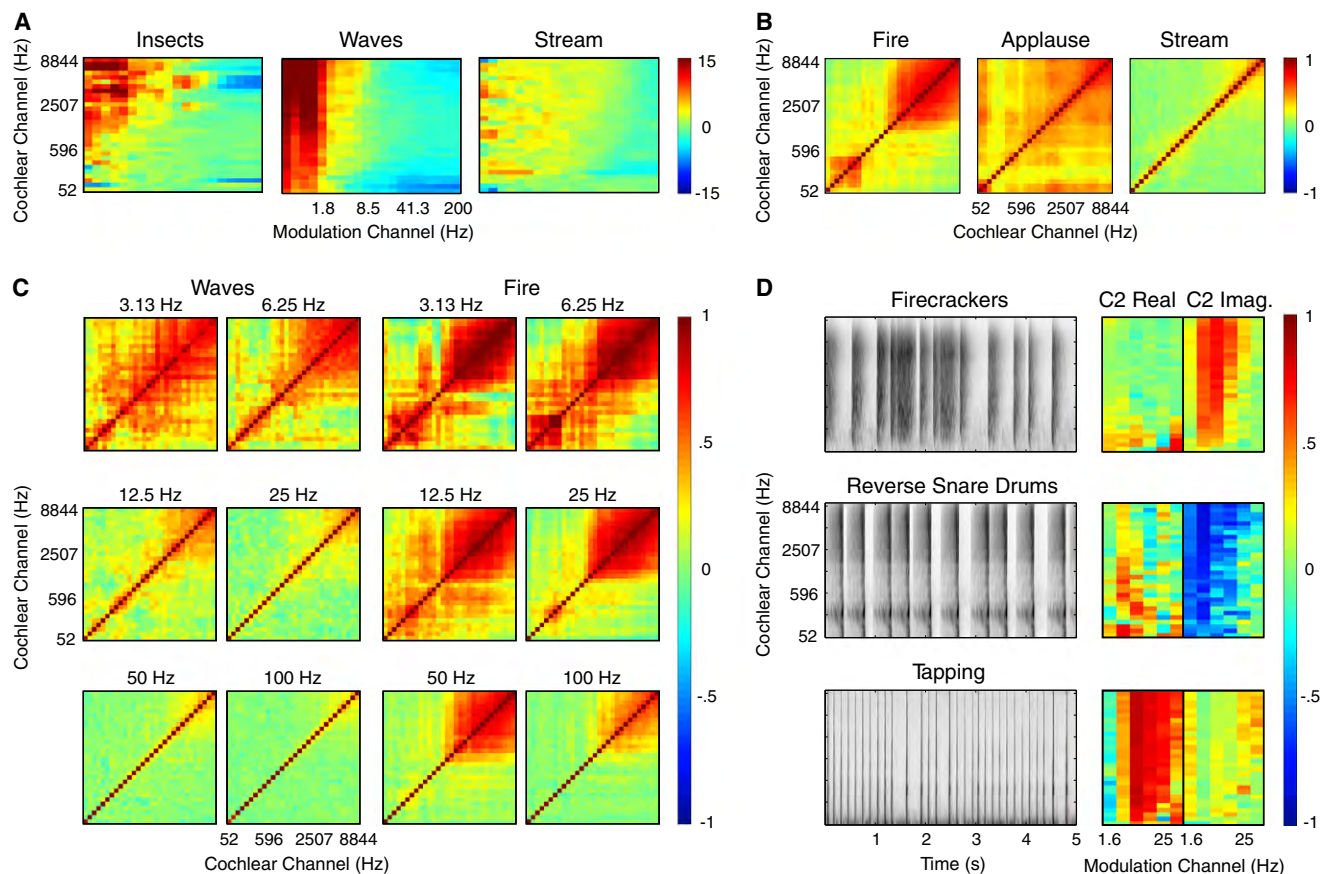 A
Insects
Waves
Stream
Cochlear Channel (Hz)
8844
2507
596
52
1.8 8.5 41.3 200
Modulation Channel (Hz)
15
0
-15
B
Fire
Applause
Stream
Cochlear Channel (Hz)
8844
2507
596
52
52 596 2507 8844
Cochlear Channel (Hz)
1
0
-1
C
Waves
Fire
3.13 Hz
6.25 Hz
3.13 Hz
6.25 Hz
12.5 Hz
25 Hz
12.5 Hz
25 Hz
Cochlear Channel (Hz)
8844
2507
596
52
50 Hz
100 Hz
50 Hz
100 Hz
52 596 2507 8844
Cochlear Channel (Hz)
1
.5
0
-.5
-1
D
Firecrackers
C2 Real
C2 Imag.
Reverse Snare Drums
Cochlear Channel (Hz)
8844
2507
596
52
Tapping
1 2 3 4 5
Time (s)
1.6 25 1.6 25
Modulation Channel (Hz)
1
.5
0
-.5
-1